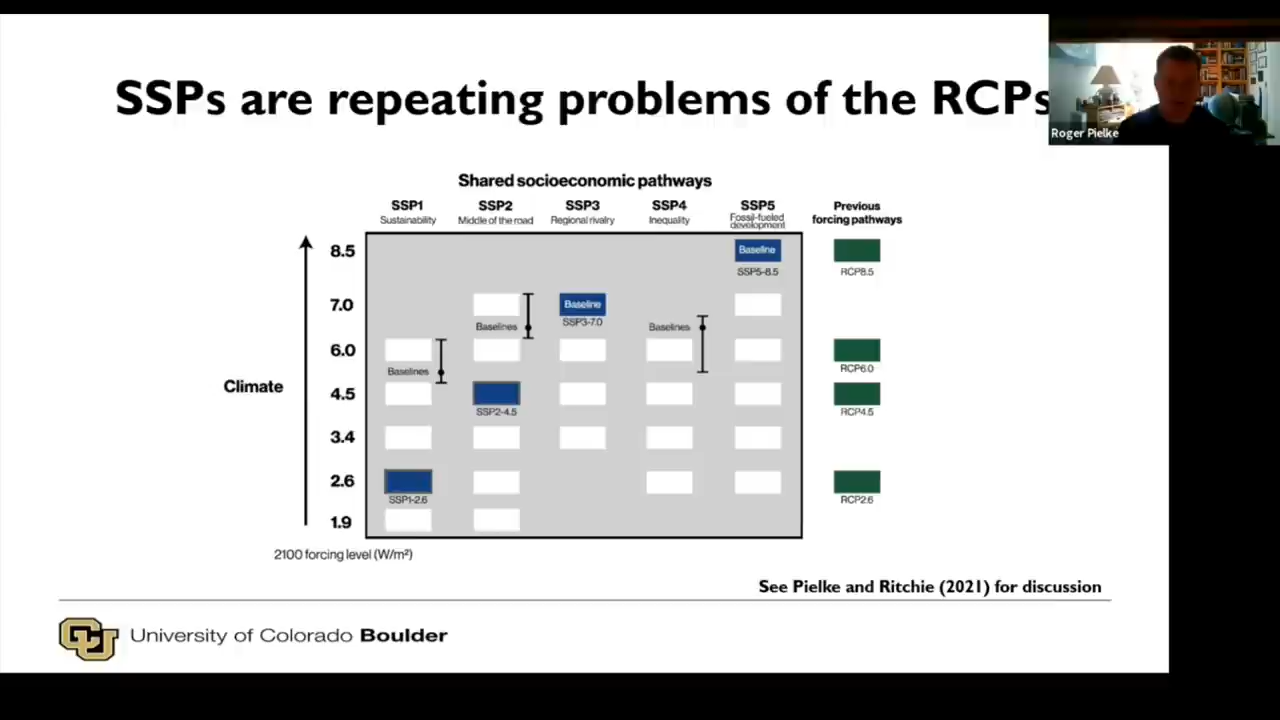 SSPs are repeating problems of the RCPs
Roger Pielke
Shared socioeconomic pathways
SSP1 SSP2 SSP3 SSP4 SSP5 Previous
Sustainability Middle of the road Regional rivalry Inequality Fossil-fueled development forcing pathways
8.5 Baseline
SSP5-8.5 RCP8.5
7.0 Baseline
SSP3-7.0
Baselines Baselines
6.0
RCP6.0
Baselines
Climate
4.5
SSP2-4.5 RCP4.5
3.4
2.6
SSP1-2.6 RCP2.6
1.9
2100 forcing level (W/m²)
See Pielke and Ritchie (2021) for discussion
CU University of Colorado Boulder